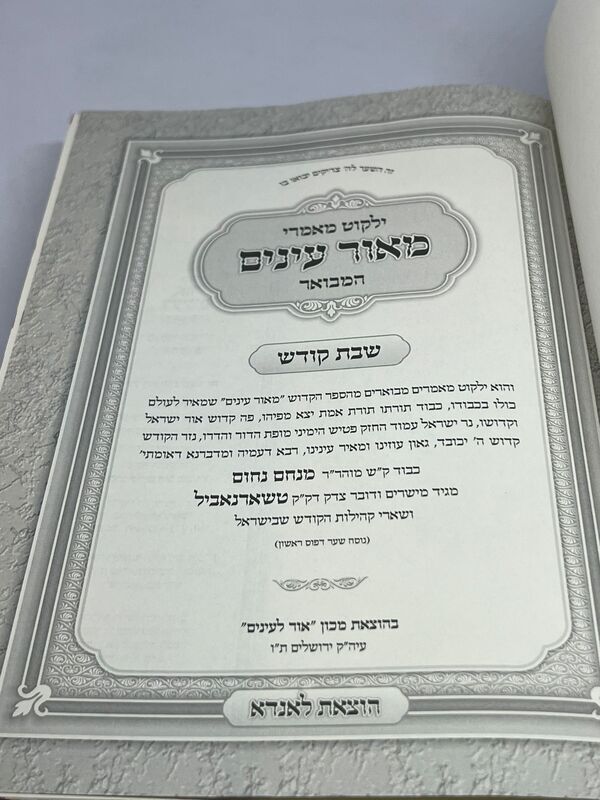 זה השער לה' צדיקים יבואו בו
ילקוט מאמרי
מאור עינים
המבואר
שבת קודש
והוא ילקוט מאמרים מבוארים מהספר הקדוש "מאור עינים" שמאיר לעולם
כולו בכבודו, כבוד תורתו תורת אמת יצא מפיהו, פה קדוש אור ישראל
וקדושו, נר ישראל עמוד החזק פטיש הימיני מופת הדור והדרו, נזר הקודש
קדוש ה' יכובד, גאון עוזינו ומאיר עינינו, רבא דעמיה ומדברנא דאומתי'
כבוד ק"ש מוהר"ר מנחם נחום
מגיד מישרים ודובר צדק דק"ק טשארנאביל
ושארי קהילות הקודש שבישראל
(נוסח שער דפוס ראשון)
בהוצאת מכון "אור לעינים"
עיה"ק ירושלים ת"ו
הוצאת לאנדא